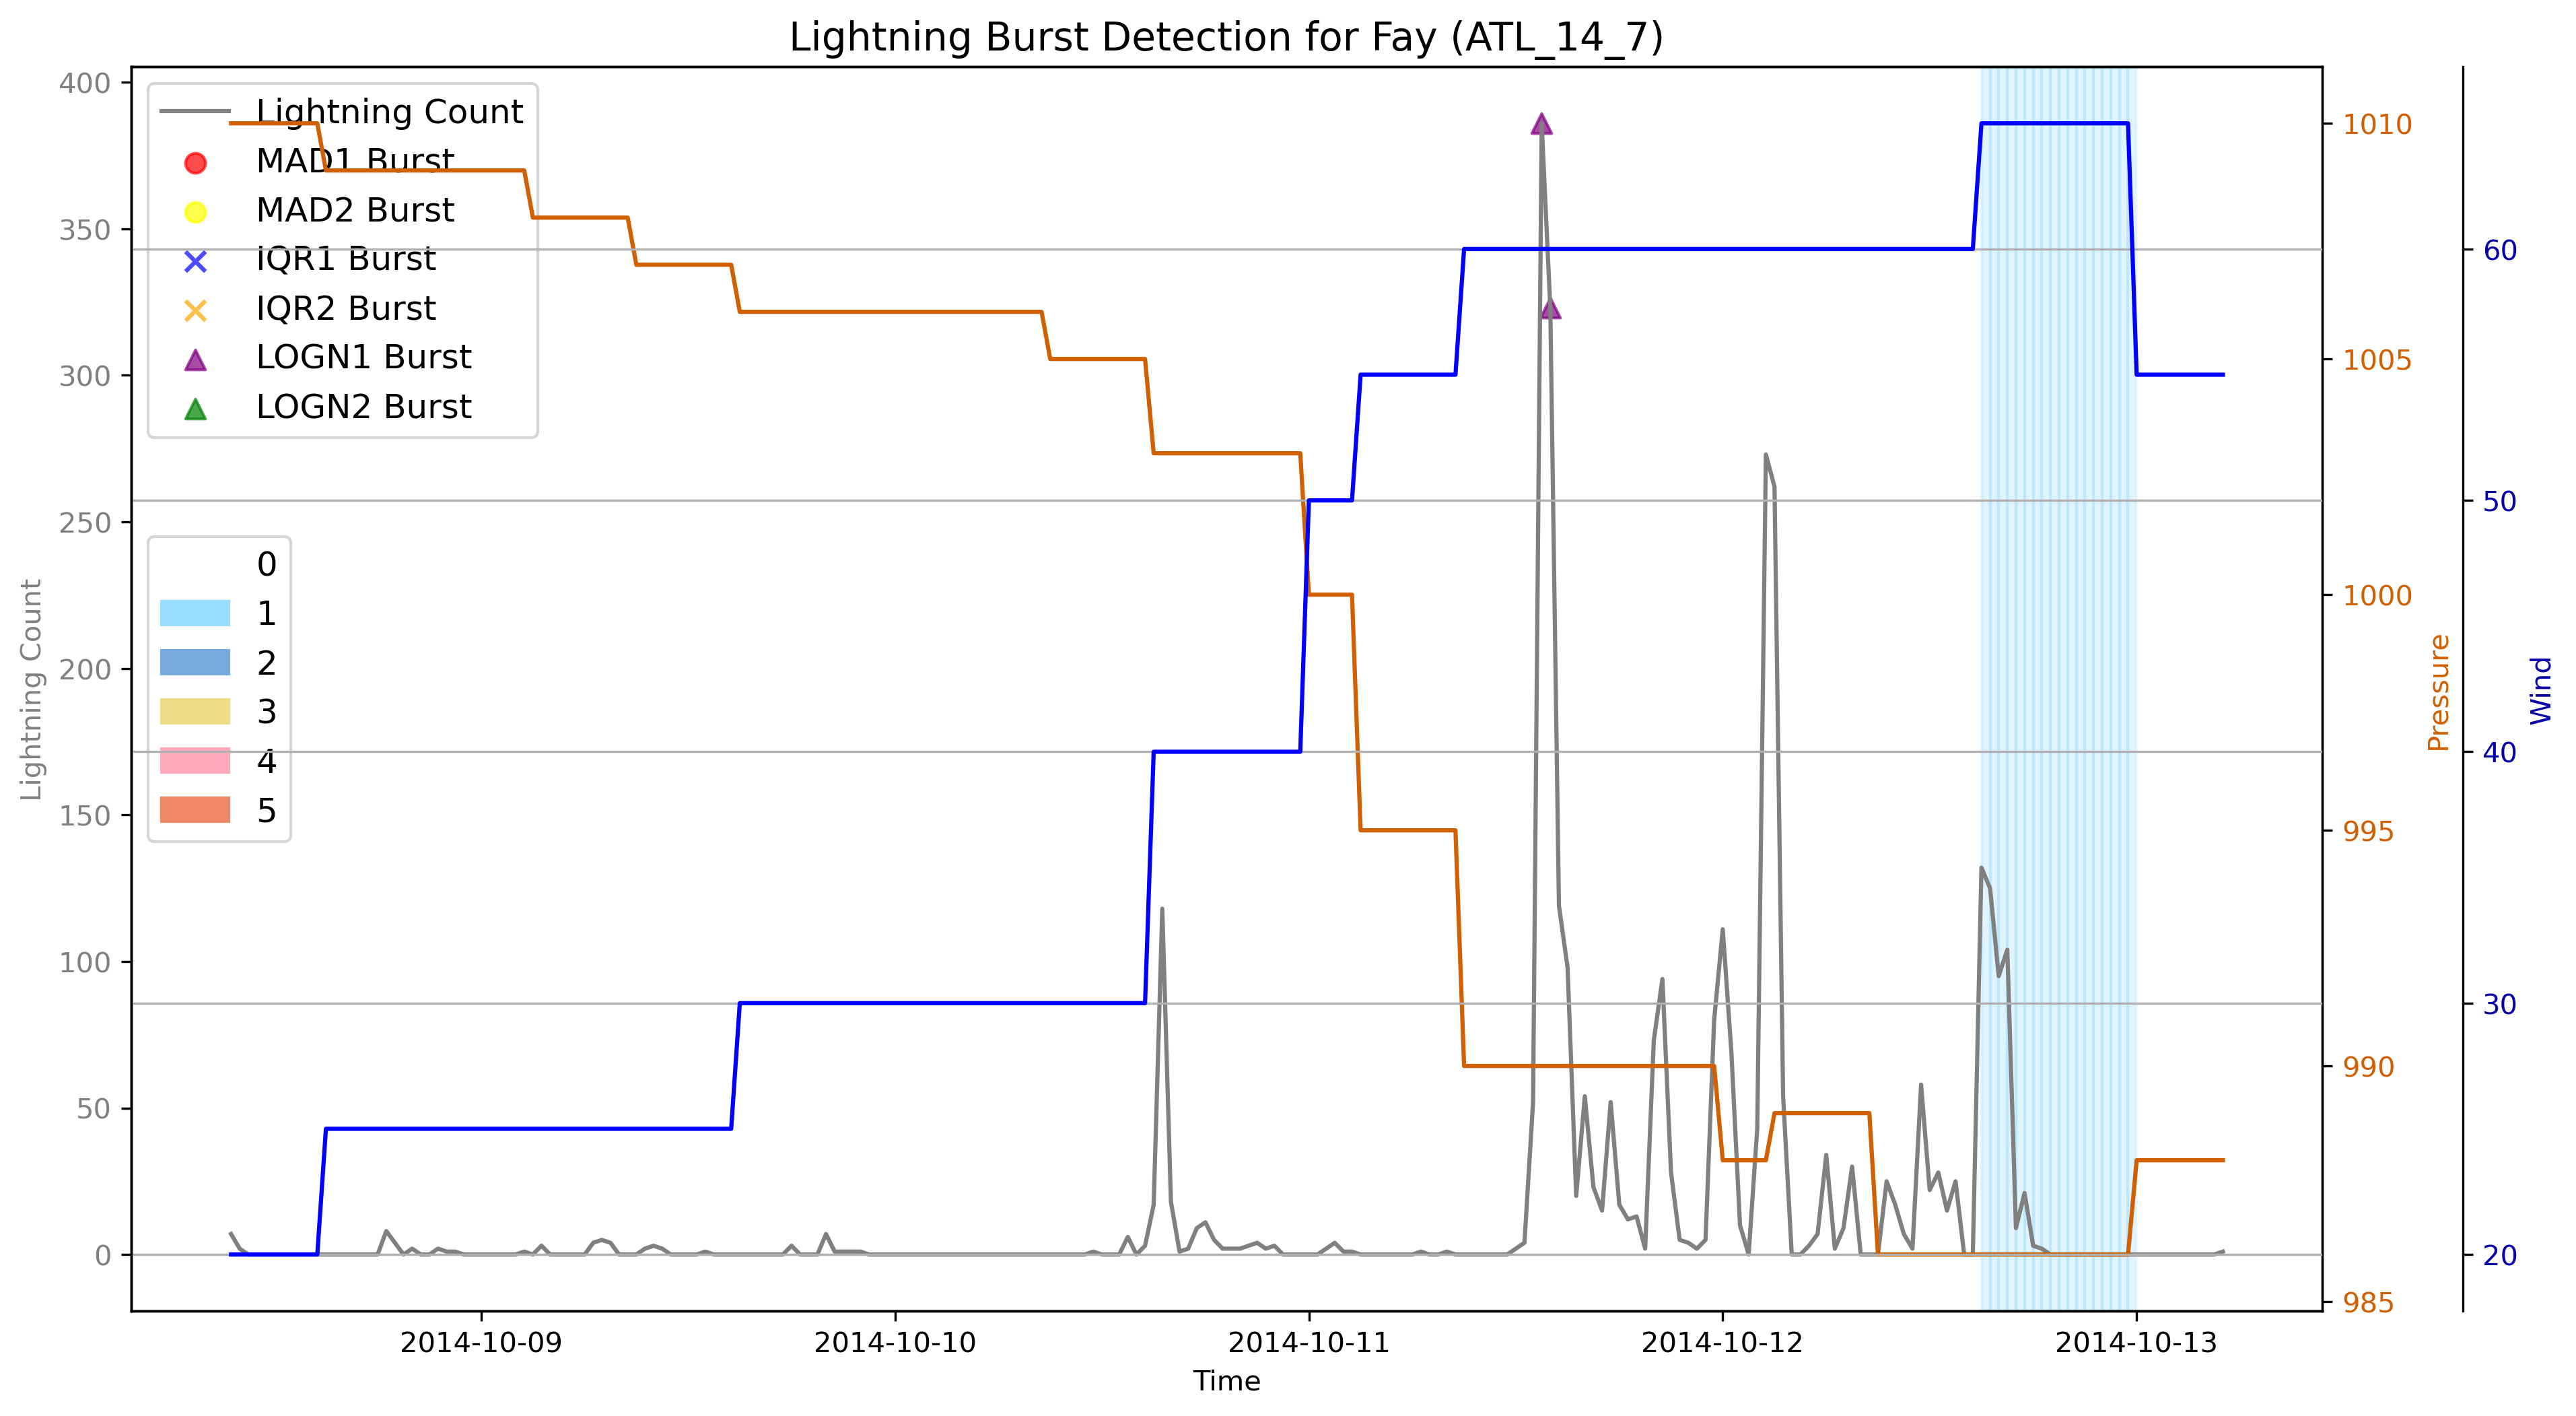 Lightning Burst Detection for Fay (ATL_14_7)
Lightning Count
MAD1 Burst
MAD2 Burst
IQR1 Burst
IQR2 Burst
LOGN1 Burst
LOGN2 Burst
0
1
2
3
4
5
Lightning Count
400
350
300
250
200
150
100
50
0
1010
1005
1000
995
990
985
Pressure
60
50
40
30
20
Wind
2014-10-09
2014-10-10
2014-10-11
2014-10-12
2014-10-13
Time